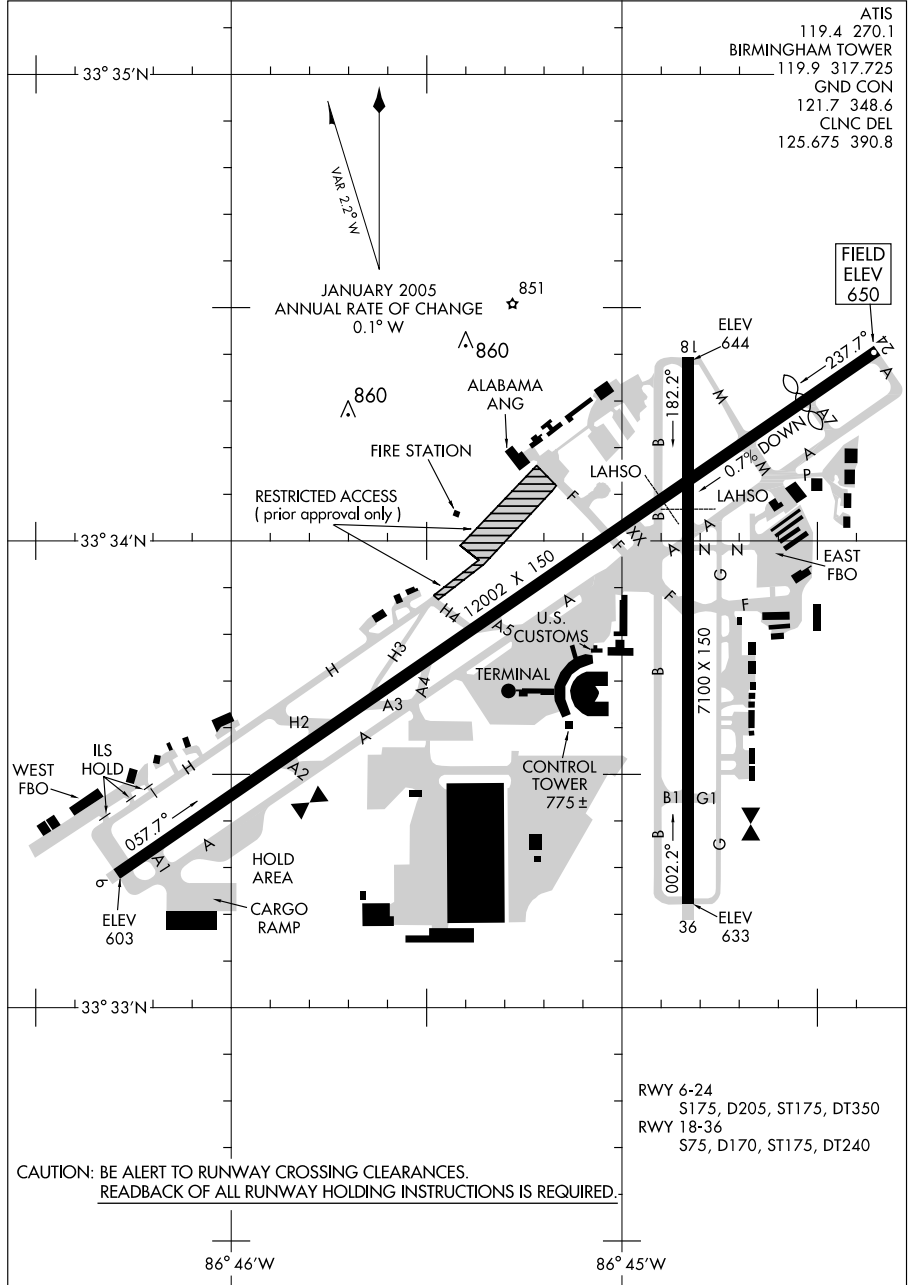 ATIS
119.4 270.1
BIRMINGHAM TOWER
119.9 317.725
GND CON
121.7 348.6
CLNC DEL
125.675 390.8
33° 35'N
VAR 2.2° W
JANUARY 2005
ANNUAL RATE OF CHANGE
0.1° W
851
860
860
FIELD
ELEV
650
ELEV
644
18
24
237.7°
182.2°
A
M
A7
0.7% DOWN
M
A
P
B
ALABAMA
ANG
FIRE STATION
LAHSO
LAHSO
RESTRICTED ACCESS
( prior approval only )
F
B
A
XX
F
33° 34'N
A
N
N
G
EAST
FBO
F
F
12002 X 150
H4
A5
A
U.S.
CUSTOMS
H3
H
TERMINAL
A4
A3
B
7100 X 150
H2
A
A2
ILS
HOLD
H
WEST
FBO
CONTROL
TOWER
775 ±
B1
G1
057.7°
A
A1
B
002.2°
G
HOLD
AREA
6
ELEV
603
CARGO
RAMP
36
ELEV
633
33° 33'N
RWY 6-24
S175, D205, ST175, DT350
RWY 18-36
S75, D170, ST175, DT240
CAUTION: BE ALERT TO RUNWAY CROSSING CLEARANCES.
READBACK OF ALL RUNWAY HOLDING INSTRUCTIONS IS REQUIRED.
86° 46'W
86° 45'W